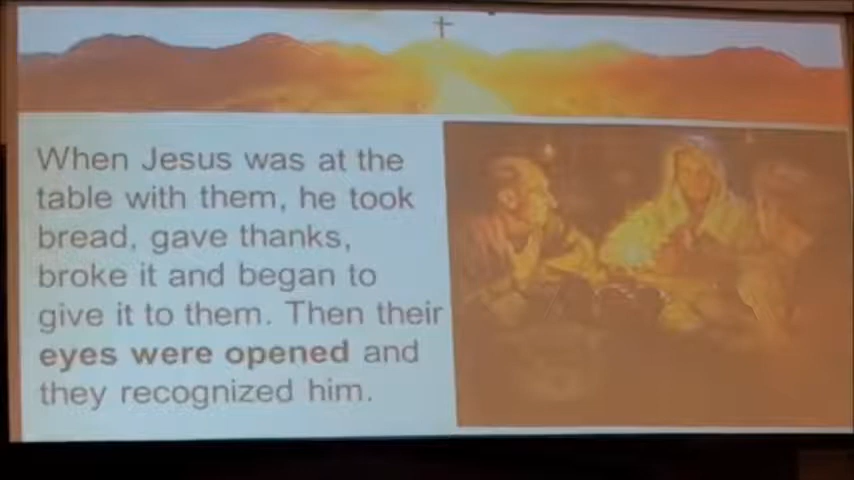 When Jesus was at the
table with them, he took
bread, gave thanks,
broke it and began to
give it to them. Then their
eyes were opened and
they recognized him.